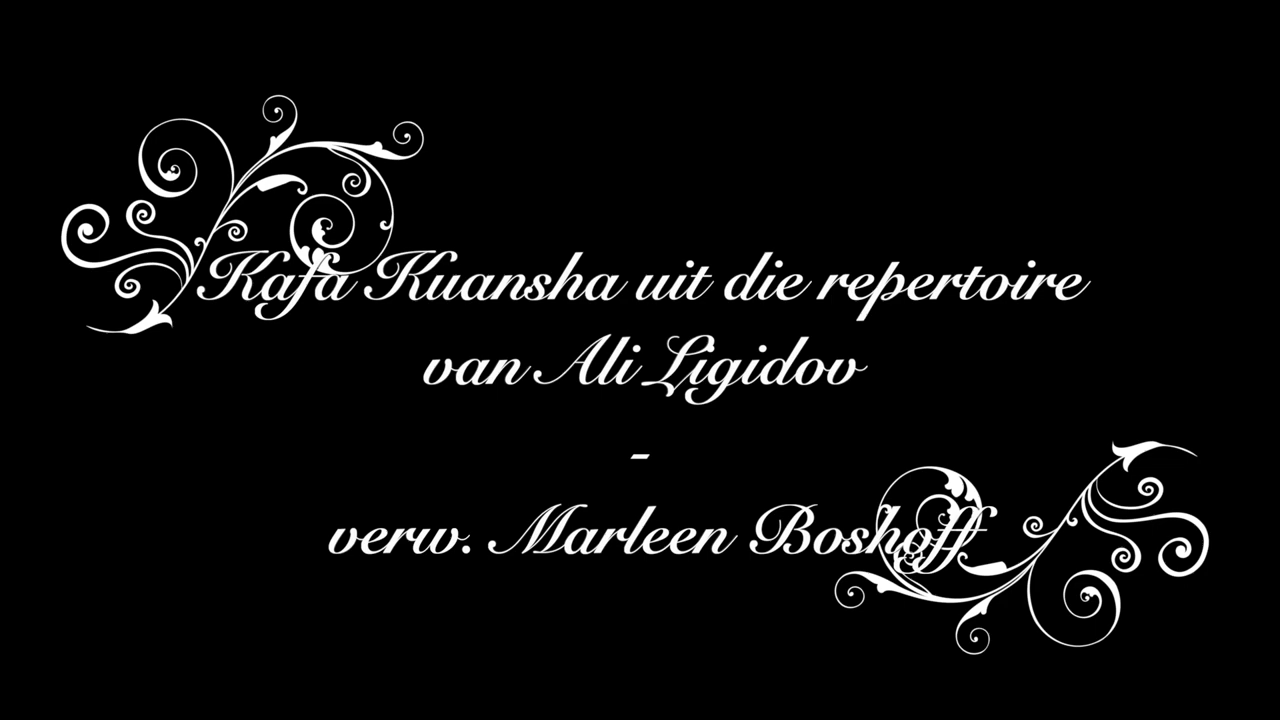 Kafa Kuansha uit die repertoire
van Ali Ligidov
-
verw. Marleen Boshoff